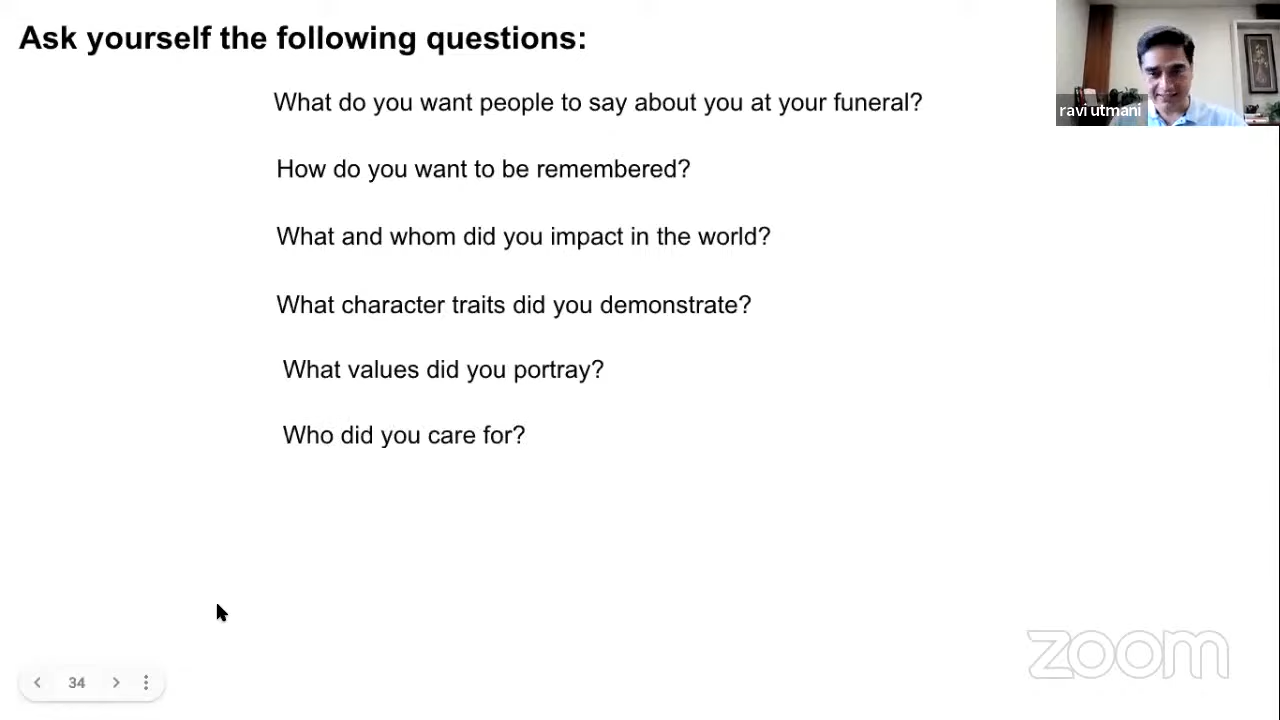 Ask yourself the following questions:
What do you want people to say about you at your funeral?
ravi utmani
How do you want to be remembered?
What and whom did you impact in the world?
What character traits did you demonstrate?
What values did you portray?
Who did you care for?
zoom
34